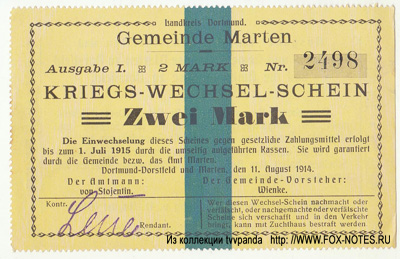 Landkreis Dortmund.
Gemeinde Marten.
Ausgabe I. 2 MARK Nr. 2498
KRIEGS-WECHSEL-SCHEIN
Zwei Mark
Die Einwechselung dieses Scheines gegen gesetzliche Zahlungsmittel erfolgt
bis zum 1. Juli 1915 durch die umseitig aufgeführten Kassen. Sie wird garantiert
durch die Gemeinde bezw. das Amt Marten.
Dortmund-Dorstfeld und Marten, den 11. August 1914.
Der Amtmann: Der Gemeinde-Vorsteher:
von Stojentin. Wienke.
Kontr. Rendant.
Wer diesen Wechsel-Schein nachmacht oder
verfälscht, oder nachgemachte oder verfälschte
Scheine sich verschafft und in den Verkehr
bringt, kann mit Zuchthaus bestraft werden
Из коллекции tvvpanda http://www.FOX-NOTES.RU